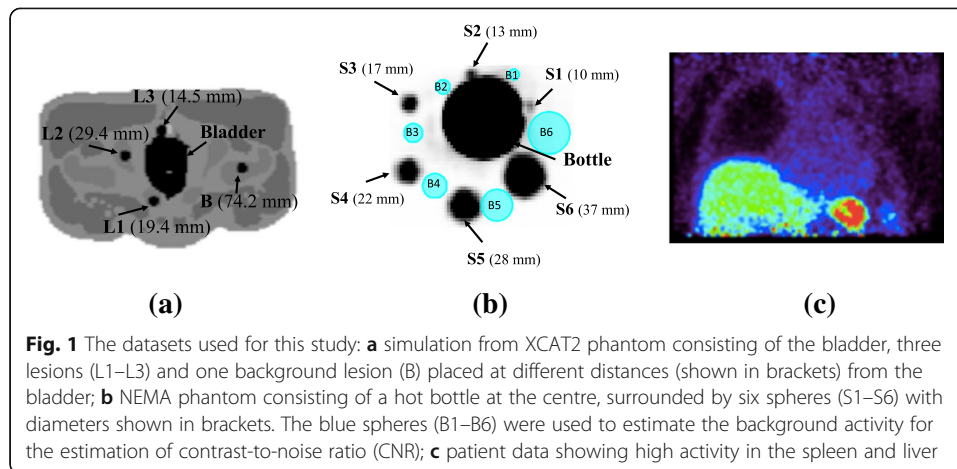 L3 (14.5 mm)
L2
(29.4 mm)
Bladder
B (74.2 mm)
L1 (19.4 mm)
S2 (13 mm)
S3 (17 mm)
B1
B2
S1 (10 mm)
B3
B6
Bottle
S4 (22 mm)
B4
B5
S6 (37 mm)
S5 (28 mm)
(a)
(b)
(c)
Fig. 1 The datasets used for this study: a simulation from XCAT2 phantom consisting of the bladder, three
lesions (L1–L3) and one background lesion (B) placed at different distances (shown in brackets) from the
bladder; b NEMA phantom consisting of a hot bottle at the centre, surrounded by six spheres (S1–S6) with
diameters shown in brackets. The blue spheres (B1–B6) were used to estimate the background activity for
the estimation of contrast-to-noise ratio (CNR); c patient data showing high activity in the spleen and liver